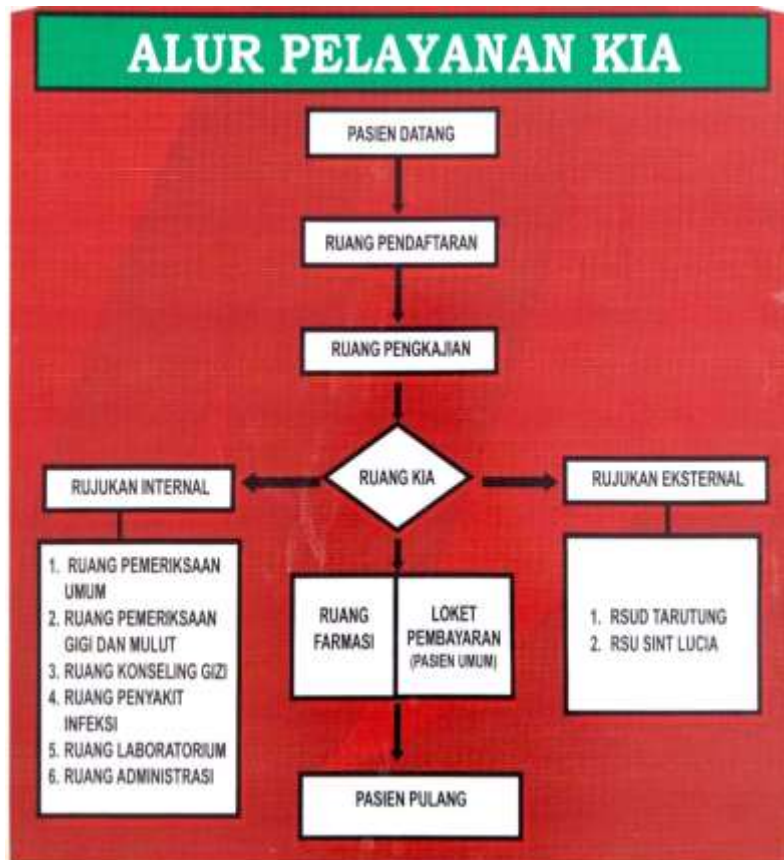 ALUR PELAYANAN KIA
PASIEN DATANG
RUANG PENDAFTARAN
RUANG PENGKAJIAN
RUANG KIA
RUJUKAN INTERNAL
1. RUANG PEMERIKSAAN
UMUM
2. RUANG PEMERIKSAAN
GIGI DAN MULUT
3. RUANG KONSELING GIZI
4. RUANG PENYAKIT
INFEKSI
5. RUANG LABORATORIUM
6. RUANG ADMINISTRASI
RUJUKAN EKSTERNAL
1. RSUD TARUTUNG
2. RSU SINT LUCIA
RUANG
FARMASI
LOKET
PEMBAYARAN
(PASIEN UMUM)
PASIEN PULANG